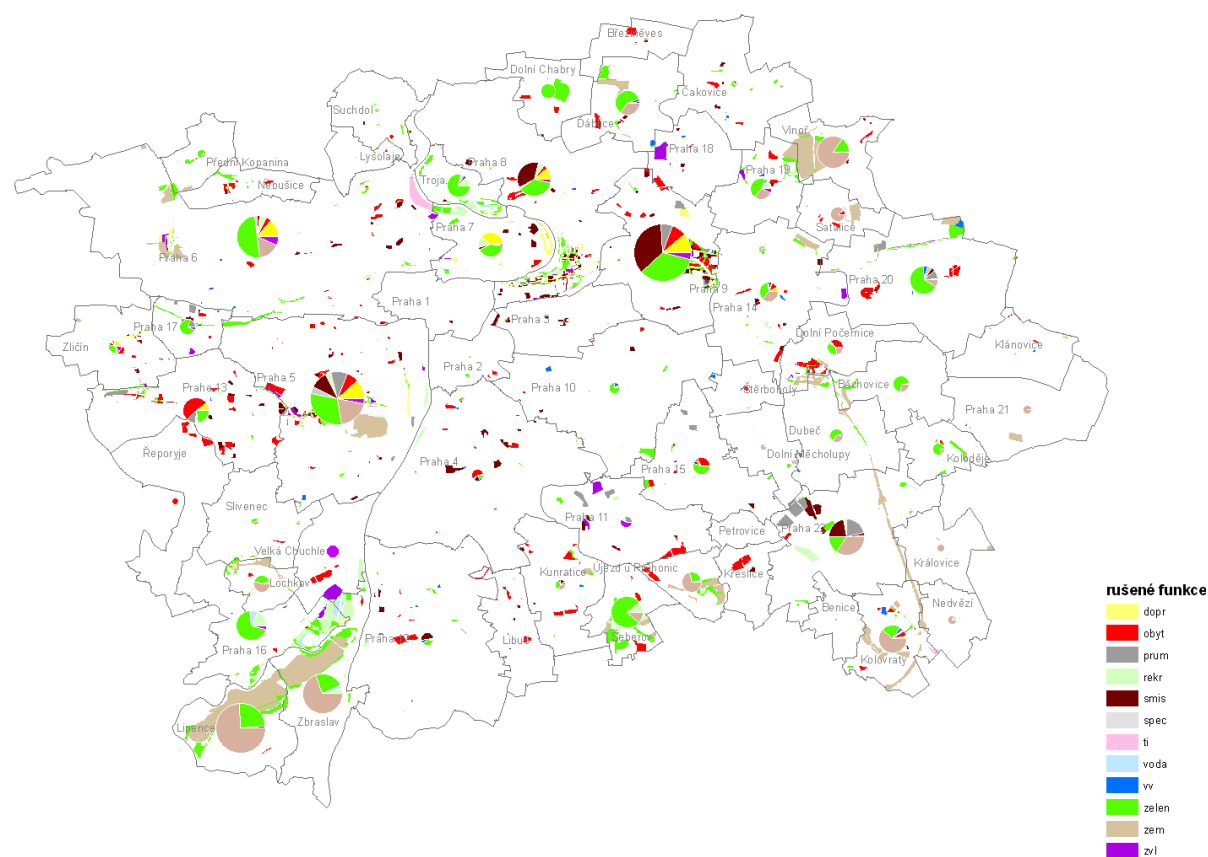 Březiněves
Dolní Chabry
Čakovice
Suchdol
Ďáblice
Vinoř
Praha 18
Lysolaje
Přední Kopanina
Praha 8
Troja
Praha 19
Nebušice
Satalice
Praha 7
Praha 6
Praha 9
Praha 20
Praha 1
Praha 14
Praha 3
Praha 17
Dolní Počernice
Klánovice
Zličín
Praha 2
Praha 5
Praha 13
Praha 10
Štěrboholy
Běchovice
Praha 21
Dubeč
Řeporyje
Dolní Měcholupy
Koloděje
Praha 4
Praha 15
Slivenec
Praha 11
Petrovice
Praha 22
Velká Chuchle
Královice
Újezd u Průhonic
Kunratice
Křeslice
Lochkov
Nedvězí
Benice
Praha 12
Libuš
Šeberov
Praha 16
Kolovraty
Zbraslav
Lipence
rušené funkce
dopr
obyt
prum
rekr
smis
spec
ti
voda
vv
zelen
zem
zvl